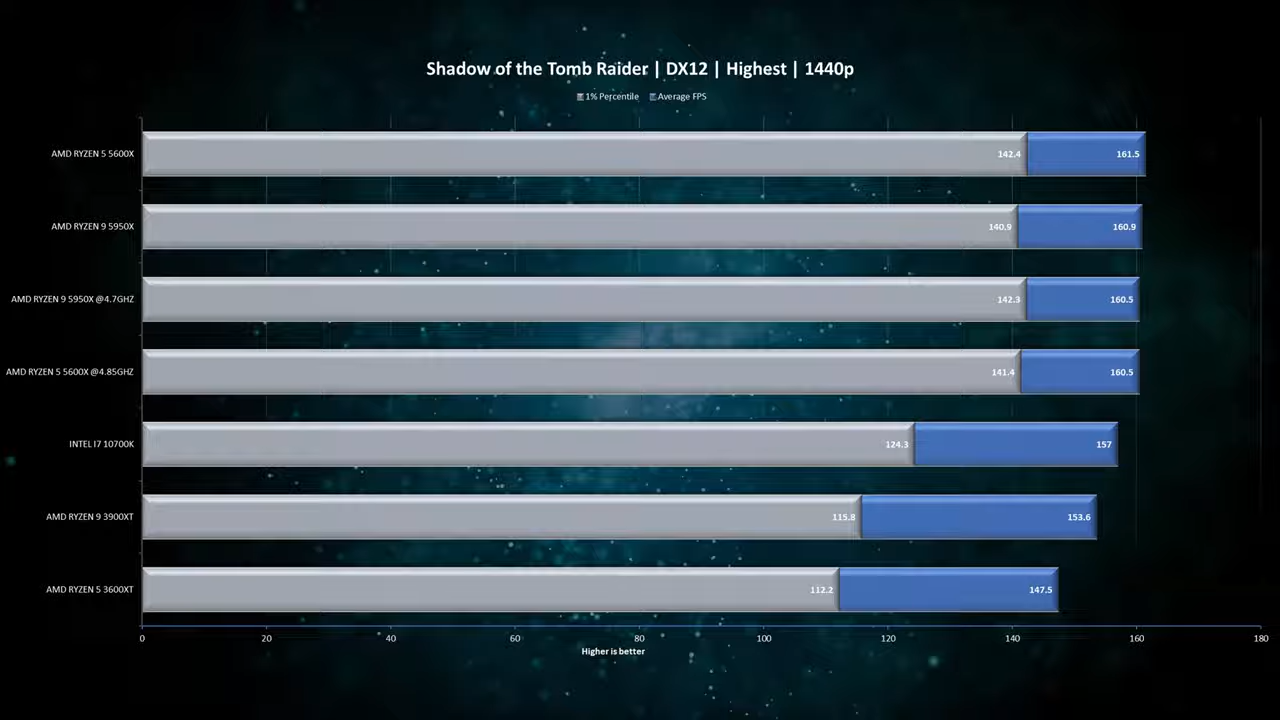 Shadow of the Tomb Raider | DX12 | Highest | 1440p
1% Percentile Average FPS
AMD RYZEN 5 5600X 142.4 161.5
AMD RYZEN 9 5950X 140.9 160.9
AMD RYZEN 9 5950X @4.7GHZ 142.3 160.5
AMD RYZEN 5 5600X @4.85GHZ 141.4 160.5
INTEL I7 10700K 124.3 157
AMD RYZEN 9 3900XT 115.8 153.6
AMD RYZEN 5 3600XT 112.2 147.5
0 20 40 60 80 100 120 140 160 180
Higher is better